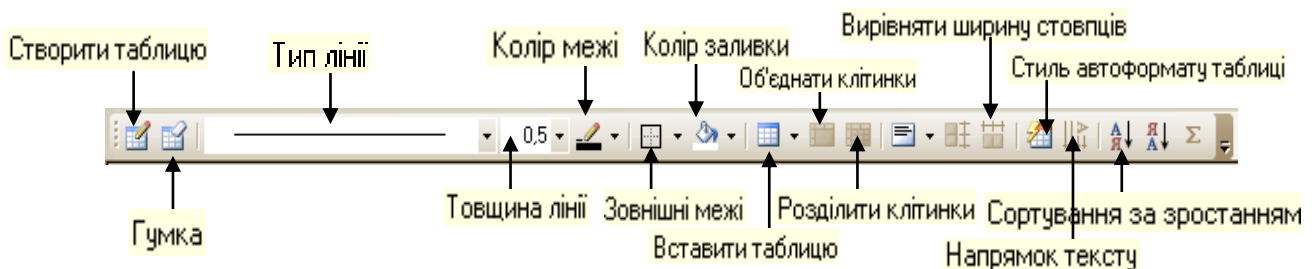 Вирівняти ширину стовпців
Створити таблицю
Тип лінії
Колір межі
Колір заливки
Об'єднати клітинки
Стиль автоформату таблиці
0,5
А
Я
Я
А
Σ
Товщина лінії
Зовнішні межі
Розділити клітинки
Сортування за зростанням
Гумка
Вставити таблицю
Напрямок тексту